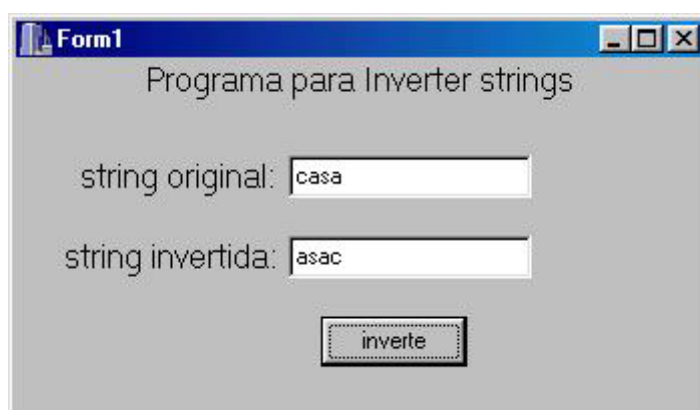 Form1
Programa para Inverter strings
string original: casa
string invertida: asac
inverte